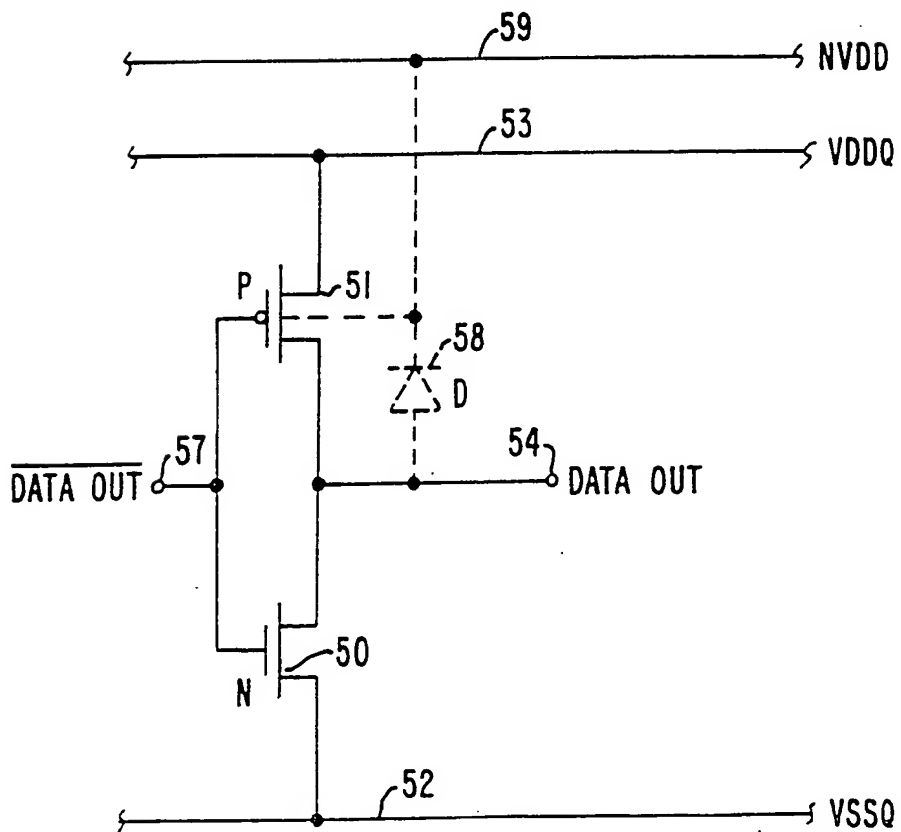 59
NVDD
53
VDDQ
P
51
58
D
57
DATA OUT
54
DATA OUT
50
N
52
VSSQ